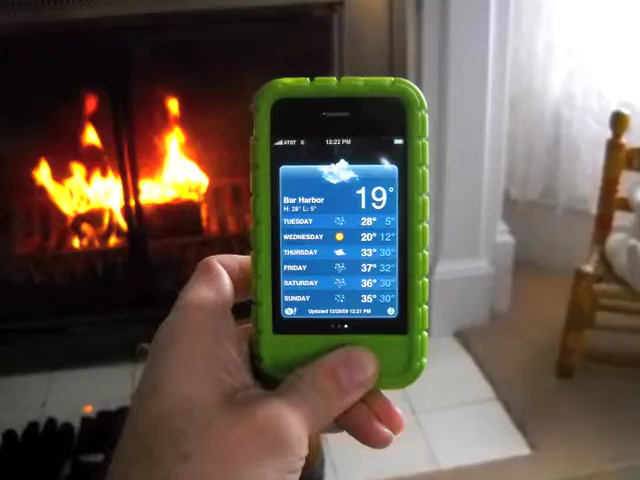 AT&T E 12:22 PM
19°
Bar Harbor
H: 28° L: 5°
TUESDAY 28° 5°
WEDNESDAY 20° 12°
THURSDAY 33° 30°
FRIDAY 37° 32°
SATURDAY 36° 30°
SUNDAY 35° 30°
Y! Updated 12/29/09 12:21 PM i